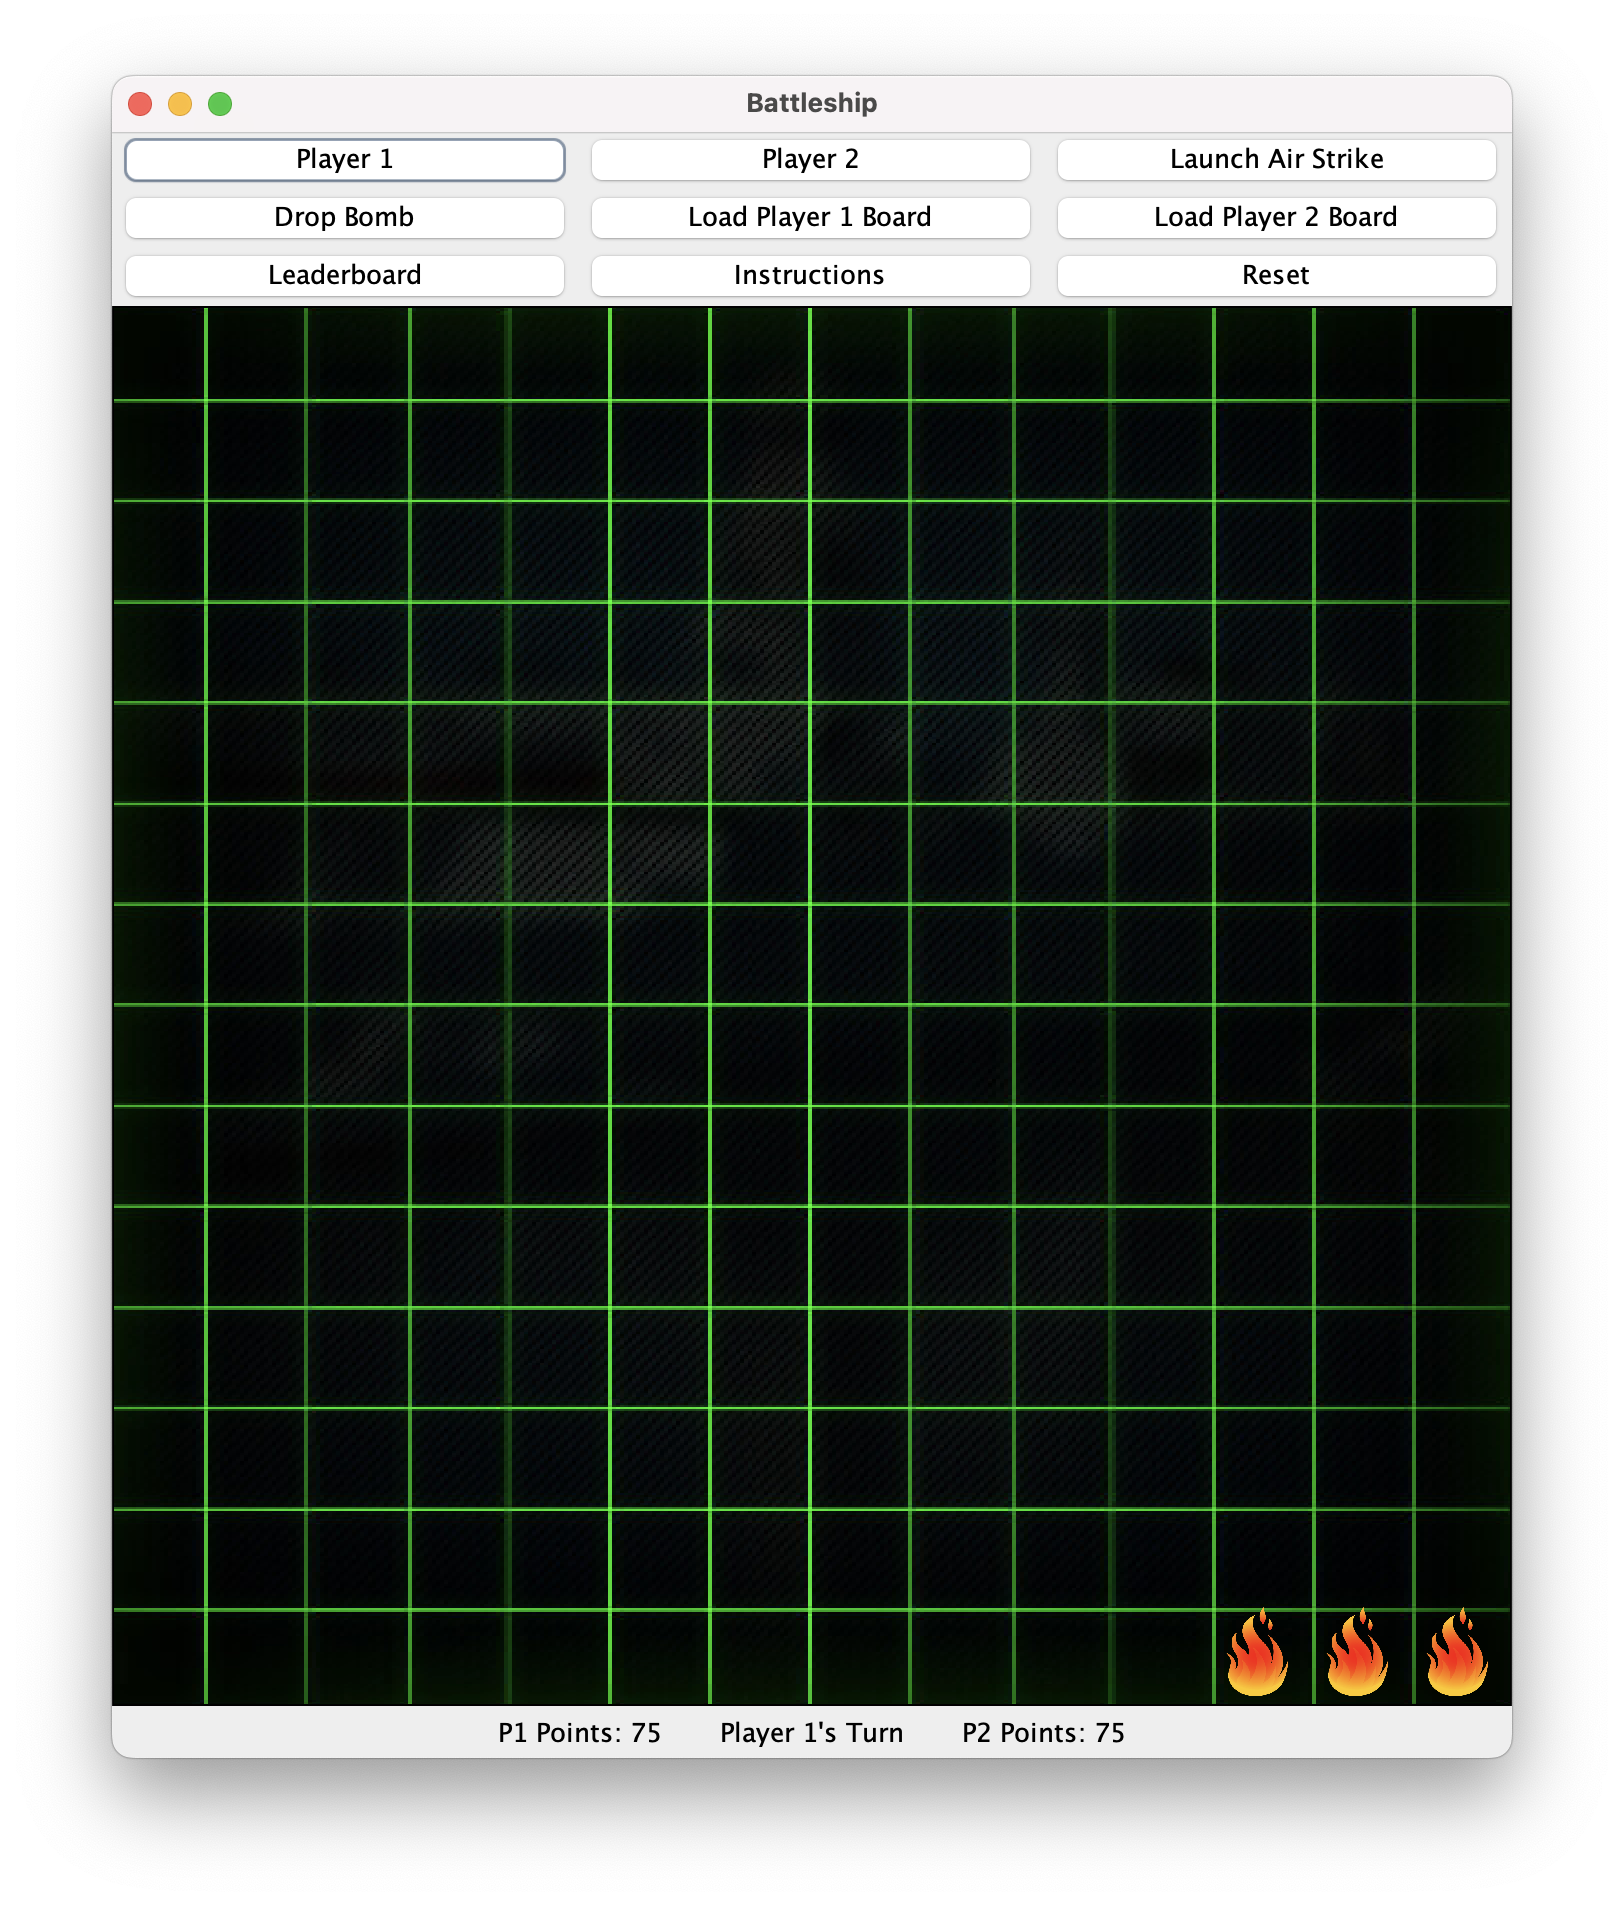 Battleship
Player 1
Player 2
Launch Air Strike
Drop Bomb
Load Player 1 Board
Load Player 2 Board
Leaderboard
Instructions
Reset
P1 Points: 75
Player 1's Turn
P2 Points: 75